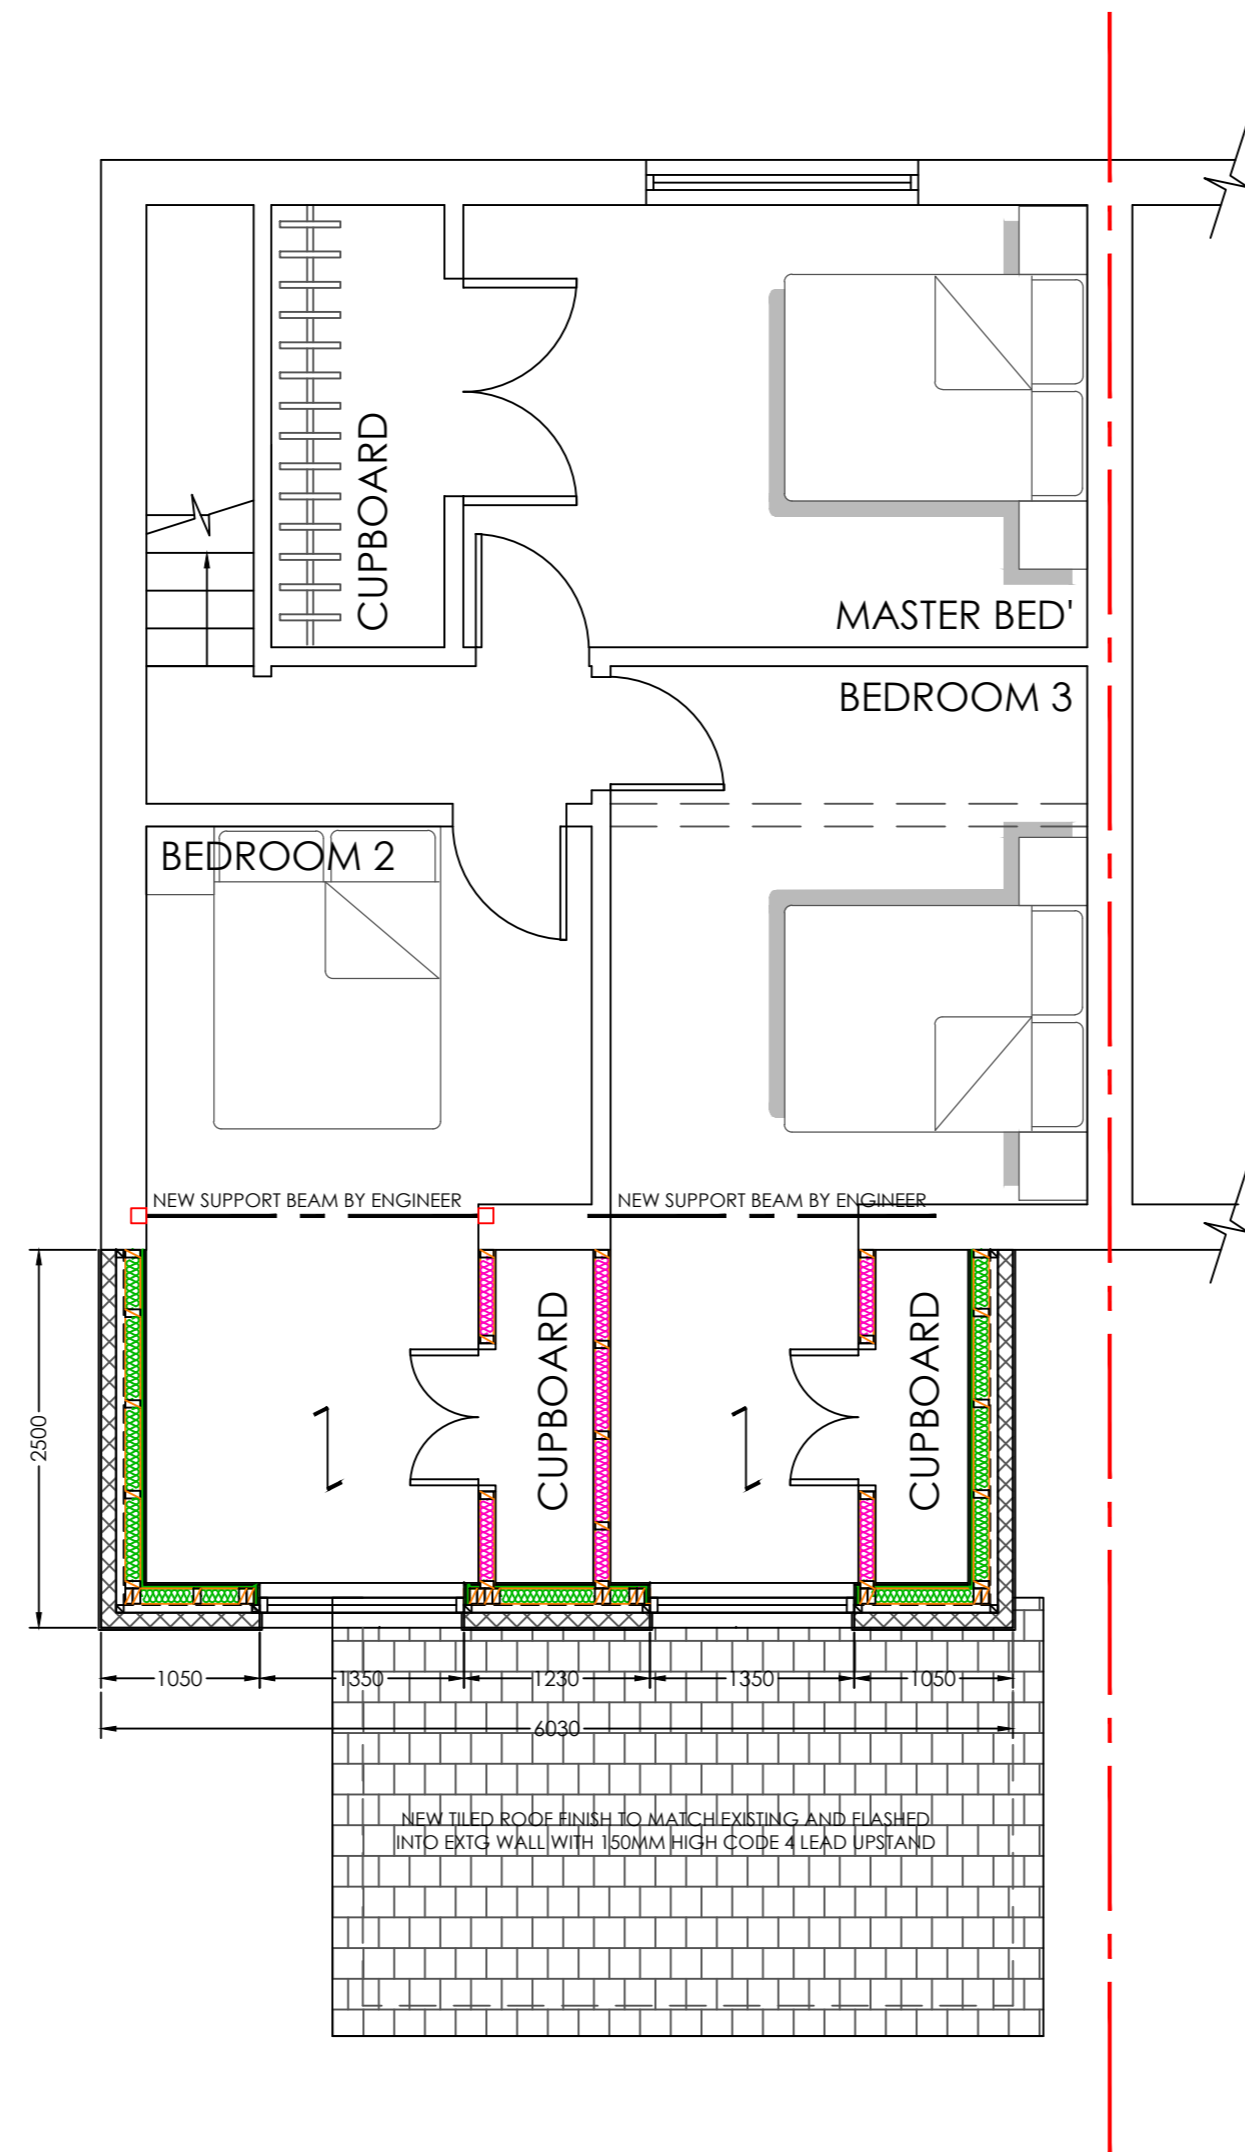 CUPBOARD
MASTER BED'
BEDROOM 3
BEDROOM 2
NEW SUPPORT BEAM BY ENGINEER
NEW SUPPORT BEAM BY ENGINEER
2500
CUPBOARD
CUPBOARD
1050
1350
1230
1350
1050
6030
NEW TILED ROOF FINISH TO MATCH EXISTING AND FLASHED
INTO EXTG WALL WITH 150MM HIGH CODE 4 LEAD UPSTAND